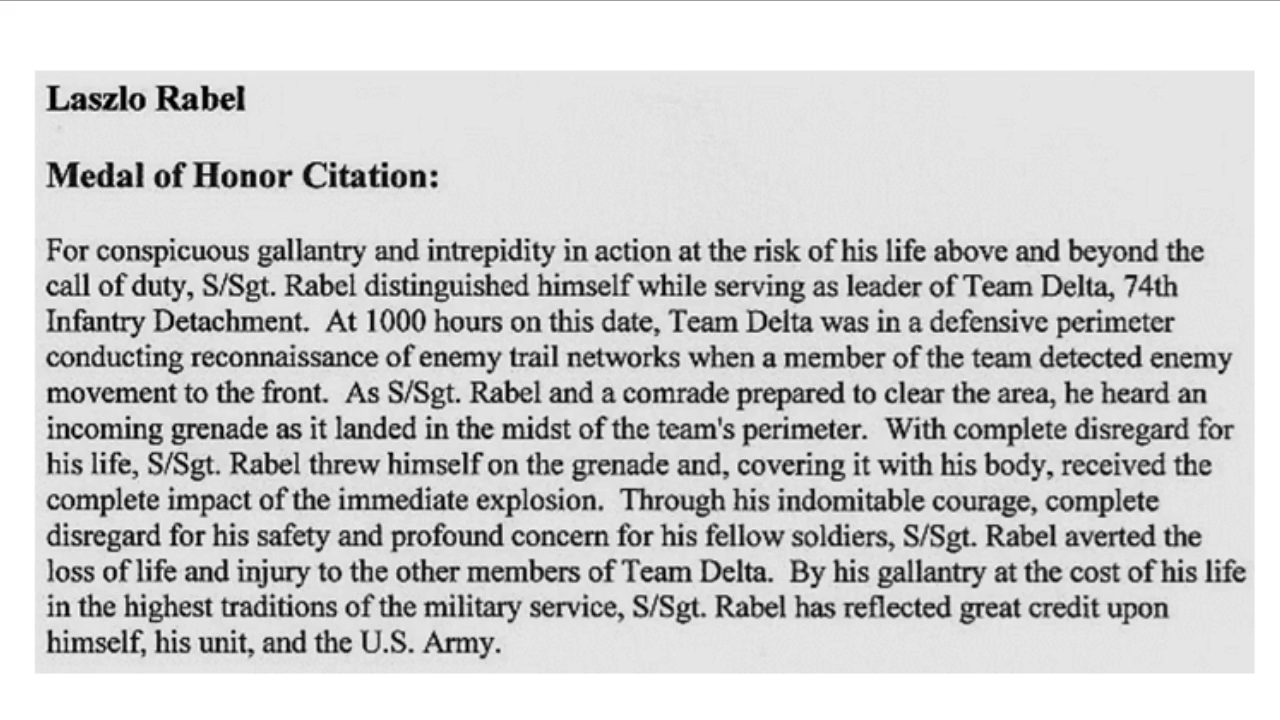 Laszlo Rabel
Medal of Honor Citation:
For conspicuous gallantry and intrepidity in action at the risk of his life above and beyond the
call of duty, S/Sgt. Rabel distinguished himself while serving as leader of Team Delta, 74th
Infantry Detachment.  At 1000 hours on this date, Team Delta was in a defensive perimeter
conducting reconnaissance of enemy trail networks when a member of the team detected enemy
movement to the front.  As S/Sgt. Rabel and a comrade prepared to clear the area, he heard an
incoming grenade as it landed in the midst of the team's perimeter.  With complete disregard for
his life, S/Sgt. Rabel threw himself on the grenade and, covering it with his body, received the
complete impact of the immediate explosion.  Through his indomitable courage, complete
disregard for his safety and profound concern for his fellow soldiers, S/Sgt. Rabel averted the
loss of life and injury to the other members of Team Delta.  By his gallantry at the cost of his life
in the highest traditions of the military service, S/Sgt. Rabel has reflected great credit upon
himself, his unit, and the U.S. Army.